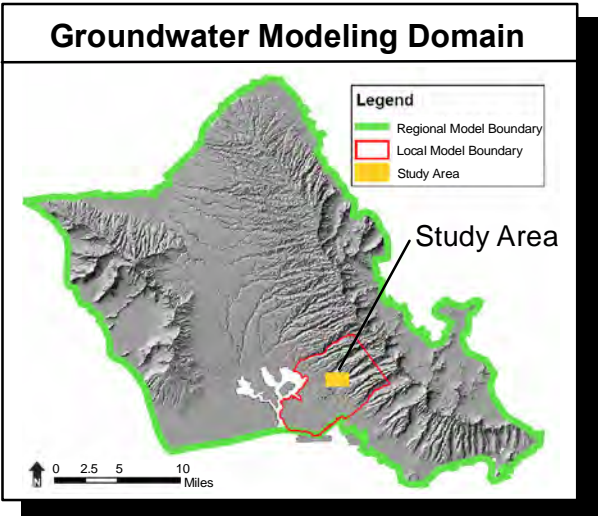 Groundwater Modeling Domain
Legend
Regional Model Boundary
Local Model Boundary
Study Area
Study Area
N
0 2.5 5 10
Miles